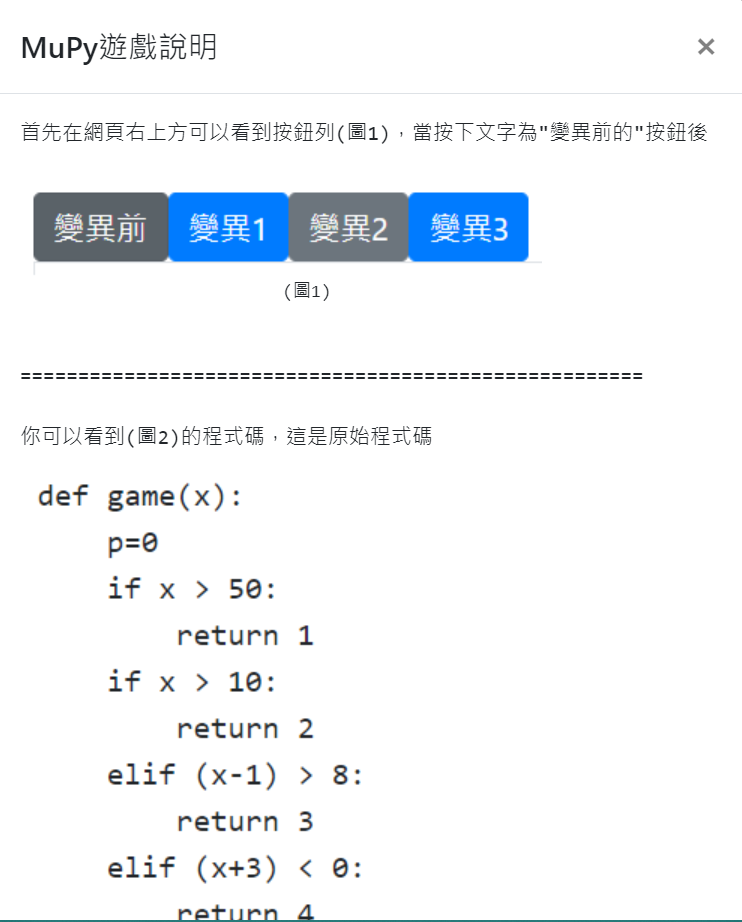 MuPy遊戲說明
×
首先在網頁右上方可以看到按鈕列(圖1)，當按下文字為"變異前的"按鈕後
變異前 變異1 變異2 變異3
(圖1)
======================================================
你可以看到(圖2)的程式碼，這是原始程式碼
def game(x):
    p=0
    if x > 50:
        return 1
    if x > 10:
        return 2
    elif (x-1) > 8:
        return 3
    elif (x+3) < 0:
        return 4